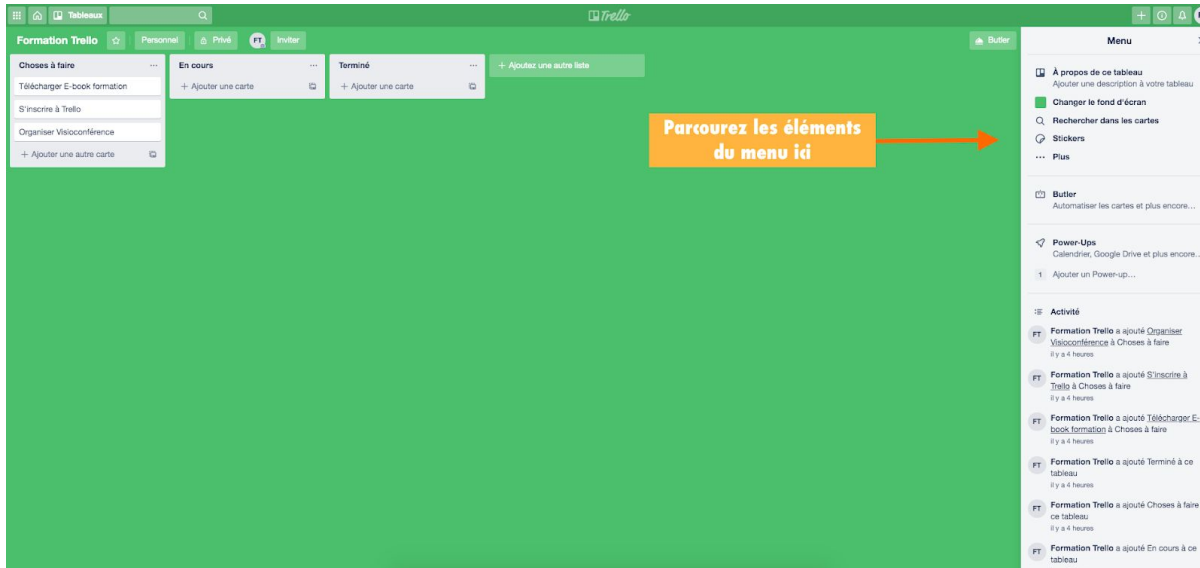 Tableaux
Trello
Formation Trello
Personnel
Privé
FT
Inviter
Butler
Choses à faire
Télécharger E-book formation
S'inscrire à Trello
Organiser Visioconférence
+ Ajouter une autre carte
En cours
+ Ajouter une carte
Terminé
+ Ajouter une carte
+ Ajoutez une autre liste
Parcourez les éléments
du menu ici
Menu
À propos de ce tableau
Ajouter une description à votre tableau
Changer le fond d'écran
Rechercher dans les cartes
Stickers
Plus
Butler
Automatiser les cartes et plus encore...
Power-Ups
Calendrier, Google Drive et plus encore...
1 Ajouter un Power-up...
Activité
FT
Formation Trello a ajouté Organiser
Visioconférence à Choses à faire
il y a 4 heures
FT
Formation Trello a ajouté S'inscrire à
Trello à Choses à faire
il y a 4 heures
FT
Formation Trello a ajouté Télécharger E-
book formation à Choses à faire
il y a 4 heures
FT
Formation Trello a ajouté Terminé à ce
tableau
il y a 4 heures
FT
Formation Trello a ajouté Choses à faire
ce tableau
il y a 4 heures
FT
Formation Trello a ajouté En cours à ce
tableau